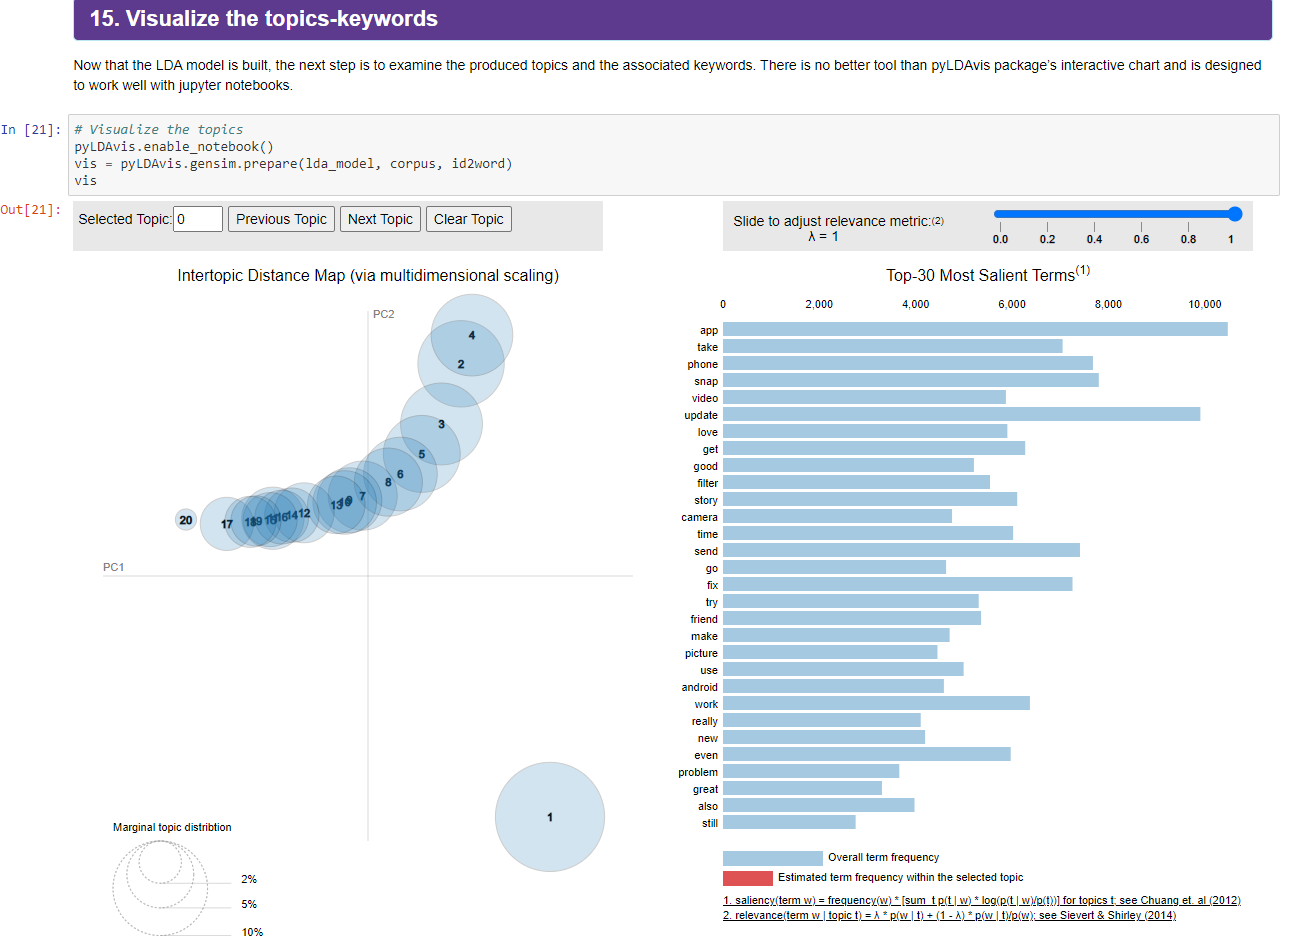 15. Visualize the topics-keywords
Now that the LDA model is built, the next step is to examine the produced topics and the associated keywords. There is no better tool than pyLDAvis package's interactive chart and is designed
to work well with jupyter notebooks.
In [21]:
# Visualize the topics
pyLDAvis.enable_notebook()
vis = pyLDAvis.gensim.prepare(lda_model, corpus, id2word)
vis
Out[21]:
Selected Topic: 0 Previous Topic Next Topic Clear Topic
Slide to adjust relevance metric:(2)
λ = 1
0.0 0.2 0.4 0.6 0.8 1
Intertopic Distance Map (via multidimensional scaling)
PC2
4
2
3
5
6
8
7
13
12
14
17
20
PC1
1
Marginal topic distribtion
2%
5%
10%
Top-30 Most Salient Terms(1)
0 2,000 4,000 6,000 8,000 10,000
app
take
phone
snap
video
update
love
get
good
filter
story
camera
time
send
go
fix
try
friend
make
picture
use
android
work
really
new
even
problem
great
also
still
Overall term frequency
Estimated term frequency within the selected topic
1. saliency(term w) = frequency(w) * [sum_t p(t | w) * log(p(t | w)/p(t))] for topics t; see Chuang et. al (2012)
2. relevance(term w | topic t) = λ * p(w | t) + (1 - λ) * p(w | t)/p(w); see Sievert & Shirley (2014)